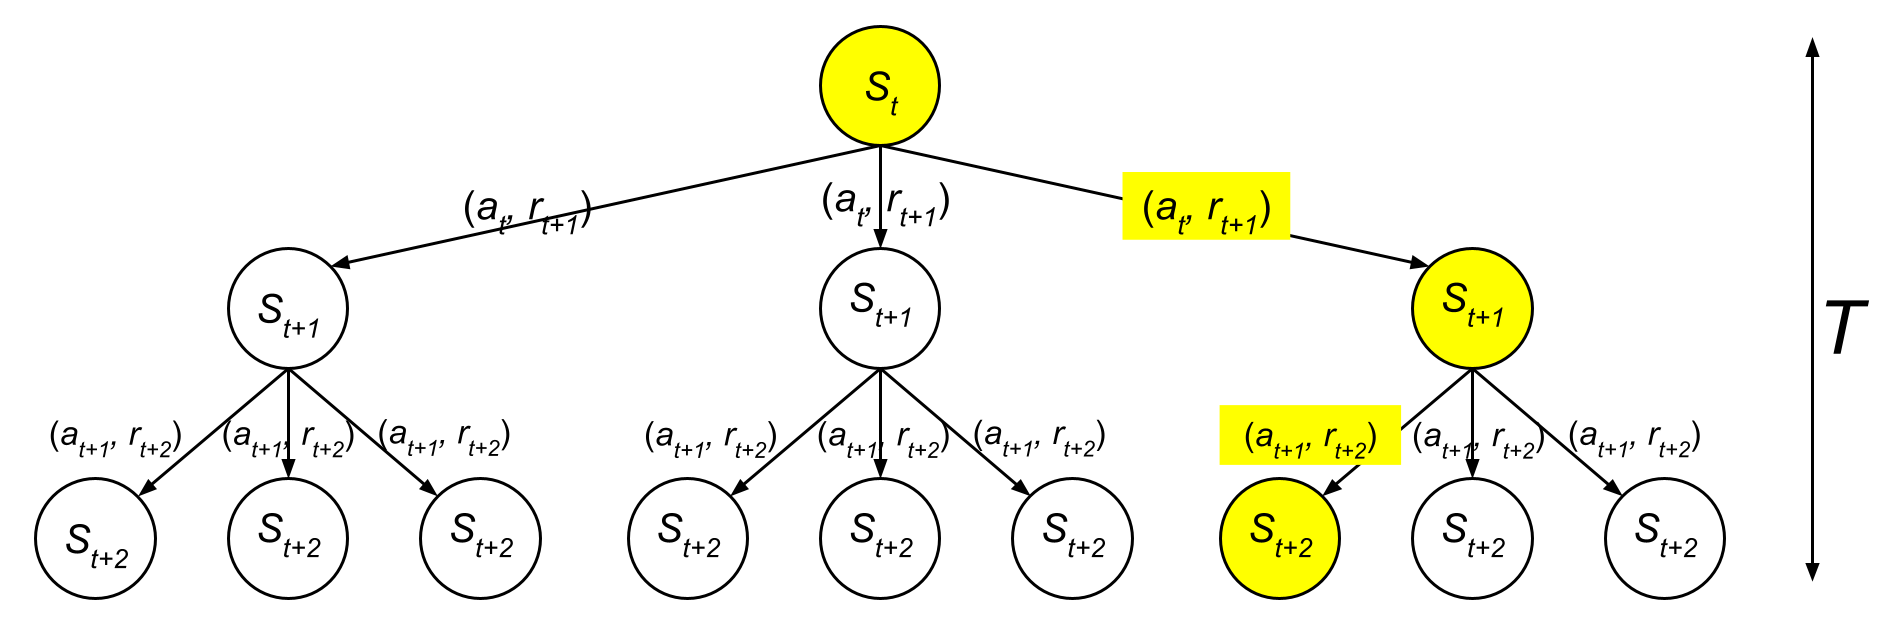 S_t
(a_t, r_{t+1}) (a_t, r_{t+1}) (a_t, r_{t+1})
S_{t+1} S_{t+1} S_{t+1}
T
(a_{t+1}, r_{t+2}) (a_{t+1}, r_{t+2}) (a_{t+1}, r_{t+2}) (a_{t+1}, r_{t+2}) (a_{t+1}, r_{t+2}) (a_{t+1}, r_{t+2}) (a_{t+1}, r_{t+2}) (a_{t+1}, r_{t+2}) (a_{t+1}, r_{t+2})
S_{t+2} S_{t+2} S_{t+2} S_{t+2} S_{t+2} S_{t+2} S_{t+2} S_{t+2} S_{t+2}